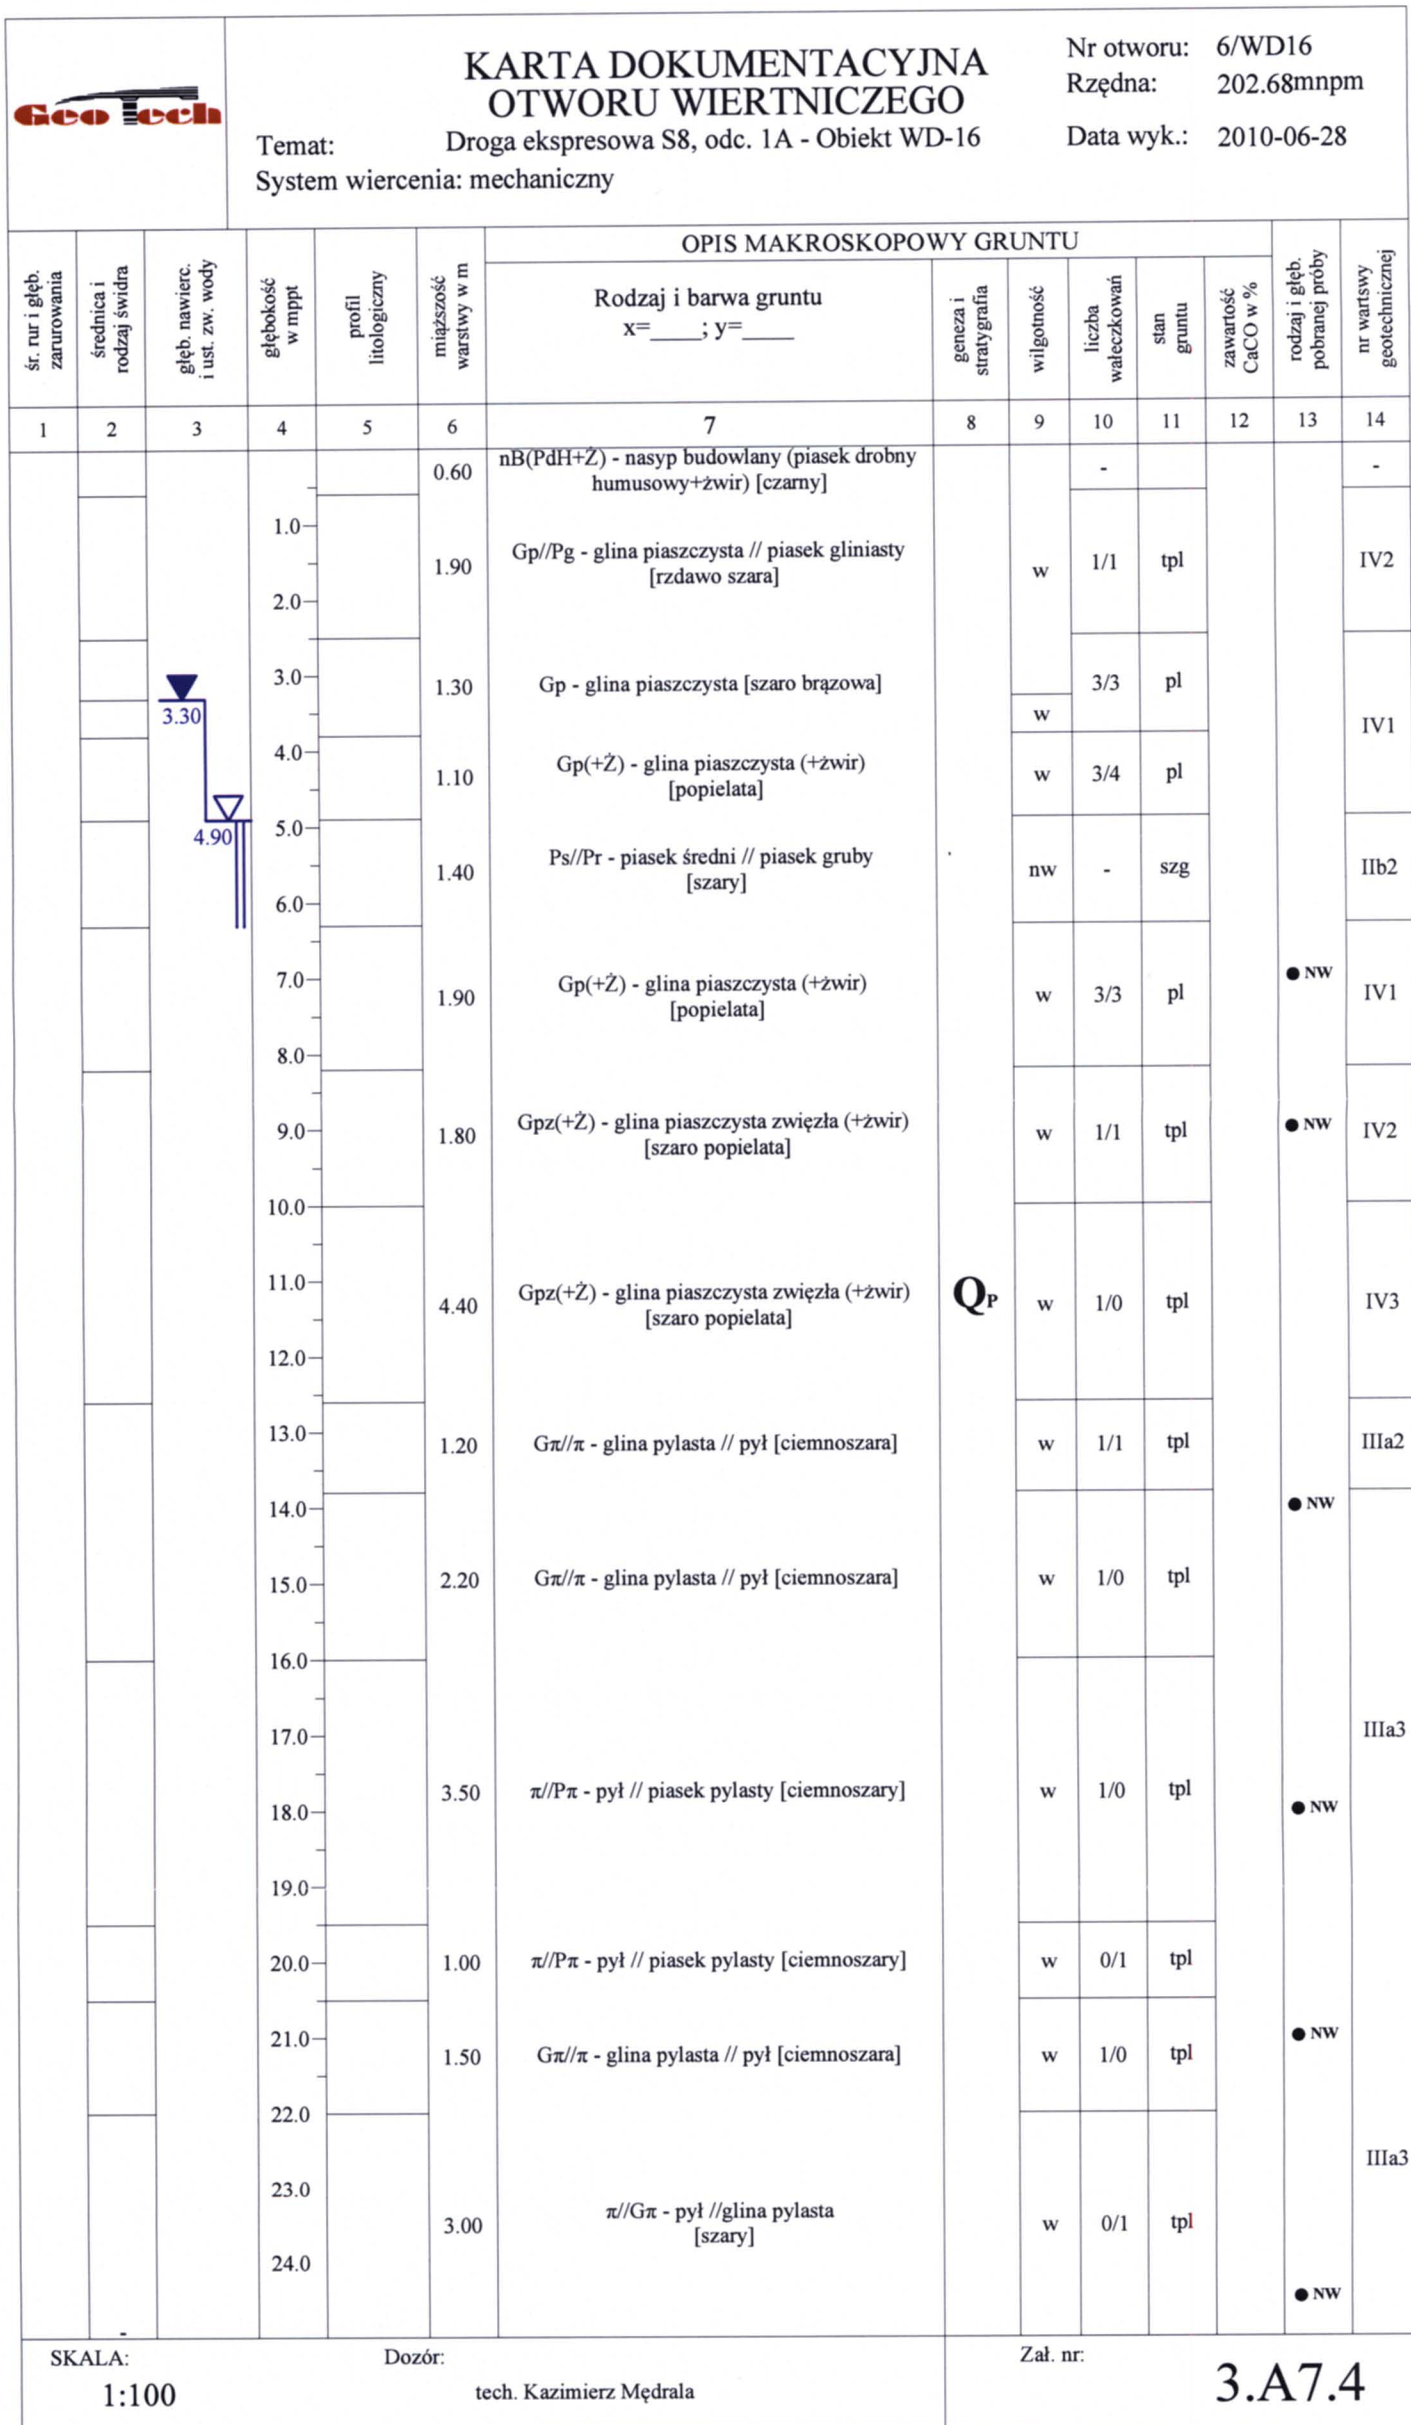 Geo Tech
KARTA DOKUMENTACYJNA
OTWORU WIERTNICZEGO
Temat: Droga ekspresowa S8, odc. 1A - Obiekt WD-16
System wiercenia: mechaniczny
Nr otworu: 6/WD16
Rzędna: 202.68mnpm
Data wyk.: 2010-06-28
śr. rur i głęb.
zarurowania
średnica i
rodzaj świdra
głęb. nawierc.
i ust. zw. wody
głębokość
w mppt
profil
litologiczny
miąższość
warstwy w m
OPIS MAKROSKOPOWY GRUNTU
Rodzaj i barwa gruntu
x=____; y=____
geneza i
stratygrafia
wilgotność
liczba
wałeczkowań
stan
gruntu
zawartość
CaCO w %
rodzaj i głęb.
pobranej próby
nr wartswy
geotechnicznej
1 2 3 4 5 6 7 8 9 10 11 12 13 14
0.60 nB(PdH+Ż) - nasyp budowlany (piasek drobny
humusowy+żwir) [czarny] - -
1.0
1.90 Gp//Pg - glina piaszczysta // piasek gliniasty
[rzdawo szara] w 1/1 tpl IV2
2.0
3.0 1.30 Gp - glina piaszczysta [szaro brązowa] 3/3 pl
3.30 w
IV1
4.0 1.10 Gp(+Ż) - glina piaszczysta (+żwir)
[popielata] w 3/4 pl
5.0
4.90
1.40 Ps//Pr - piasek średni // piasek gruby
[szary] nw - szg IIb2
6.0
7.0 ● NW
1.90 Gp(+Ż) - glina piaszczysta (+żwir)
[popielata] w 3/3 pl IV1
8.0
9.0 1.80 Gpz(+Ż) - glina piaszczysta zwięzła (+żwir)
[szaro popielata] w 1/1 tpl ● NW IV2
10.0
11.0
4.40 Gpz(+Ż) - glina piaszczysta zwięzła (+żwir)
[szaro popielata] QP w 1/0 tpl IV3
12.0
13.0 1.20 Gπ//π - glina pylasta // pył [ciemnoszara] w 1/1 tpl IIIa2
14.0 ● NW
15.0 2.20 Gπ//π - glina pylasta // pył [ciemnoszara] w 1/0 tpl
16.0
17.0 IIIa3
3.50 π//Pπ - pył // piasek pylasty [ciemnoszary] w 1/0 tpl
18.0 ● NW
19.0
20.0 1.00 π//Pπ - pył // piasek pylasty [ciemnoszary] w 0/1 tpl
21.0 ● NW
1.50 Gπ//π - glina pylasta // pył [ciemnoszara] w 1/0 tpl
22.0
IIIa3
23.0
3.00 π//Gπ - pył //glina pylasta
[szary] w 0/1 tpl
24.0
● NW
-
SKALA:
1:100
Dozór:
tech. Kazimierz Mędrala
Zał. nr:
3.A7.4